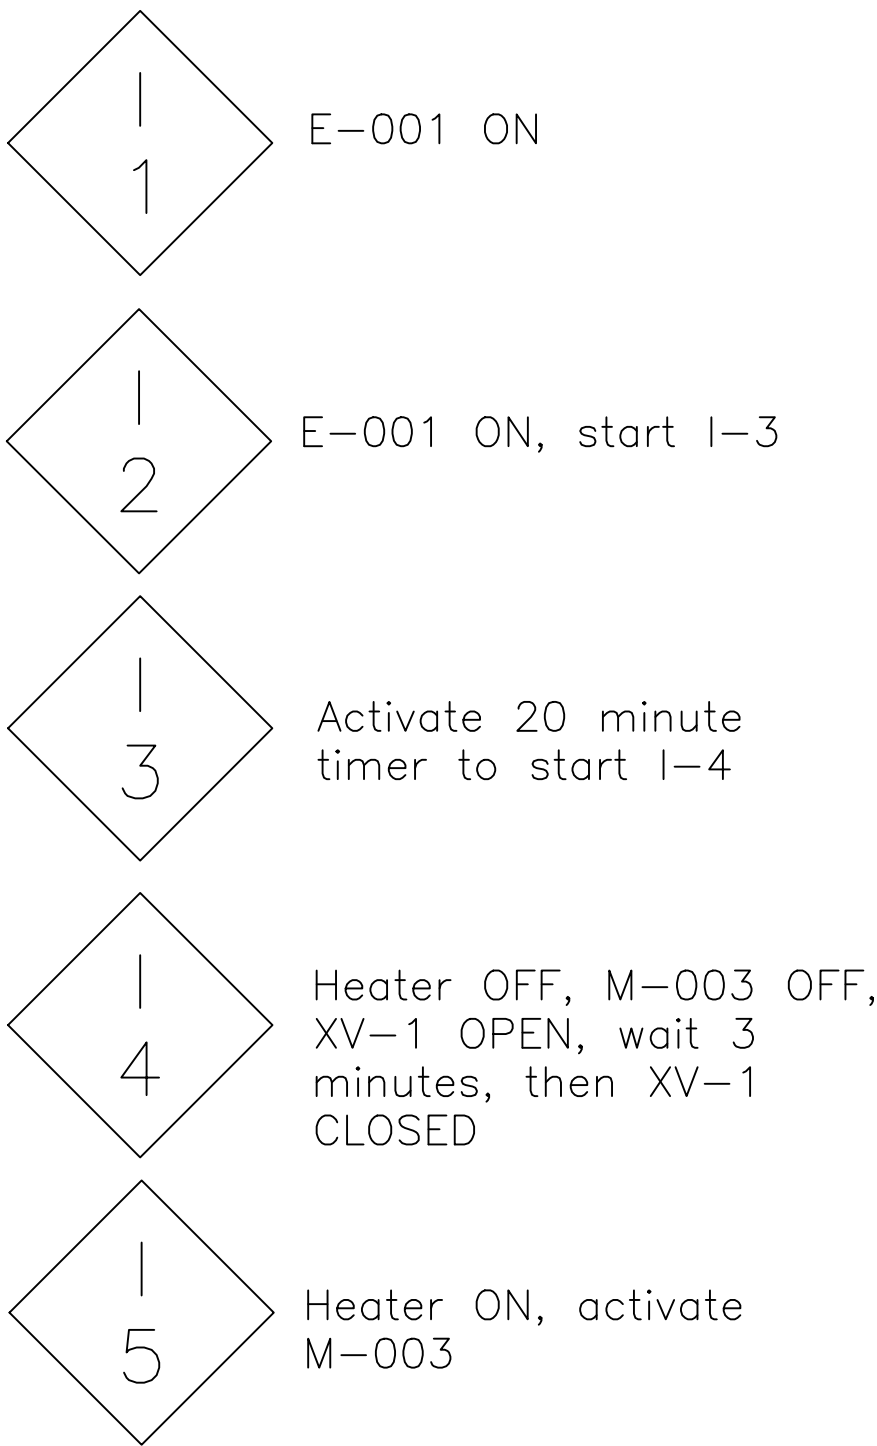 I
1
E-001 ON
I
2
E-001 ON, start I-3
I
3
Activate 20 minute
timer to start I-4
I
4
Heater OFF, M-003 OFF,
XV-1 OPEN, wait 3
minutes, then XV-1
CLOSED
I
5
Heater ON, activate
M-003